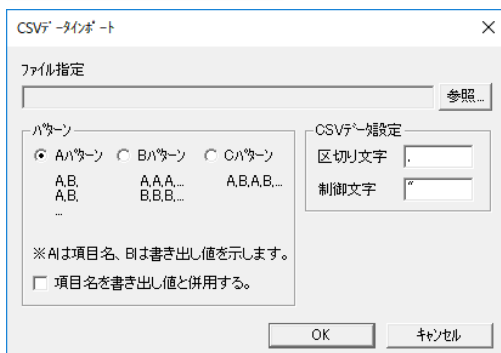 CSVﾃﾞｰﾀｲﾝﾎﾟｰﾄ
ﾌｧｲﾙ指定
参照...
ﾊﾟﾀｰﾝ
Aﾊﾟﾀｰﾝ Bﾊﾟﾀｰﾝ Cﾊﾟﾀｰﾝ
A,B, A,A,A,... A,B,A,B,...
A,B, B,B,B,...
...
※Aは項目名、Bは書き出し値を示します。
項目名を書き出し値と併用する。
CSVﾃﾞｰﾀ設定
区切り文字 ,
制御文字 "
OK ｷｬﾝｾﾙ